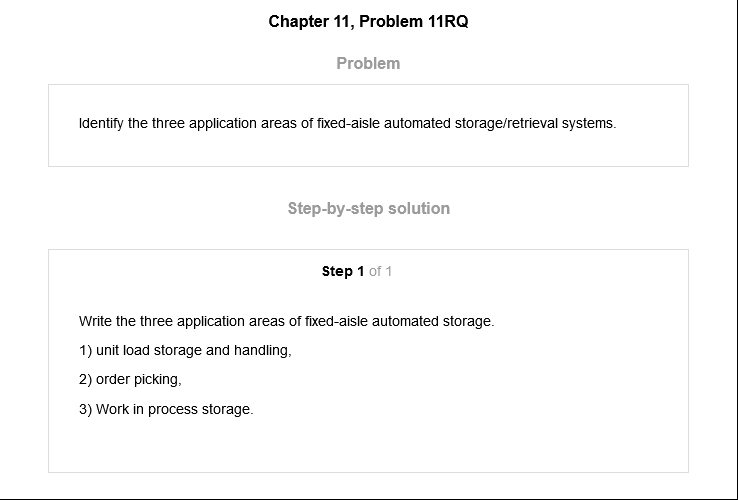 Chapter 11, Problem 11RQ
Problem
Identify the three application areas of fixed-aisle automated storage/retrieval systems.
Step-by-step solution
Step 1 of 1
Write the three application areas of fixed-aisle automated storage.
1) unit load storage and handling,
2) order picking,
3) Work in process storage.